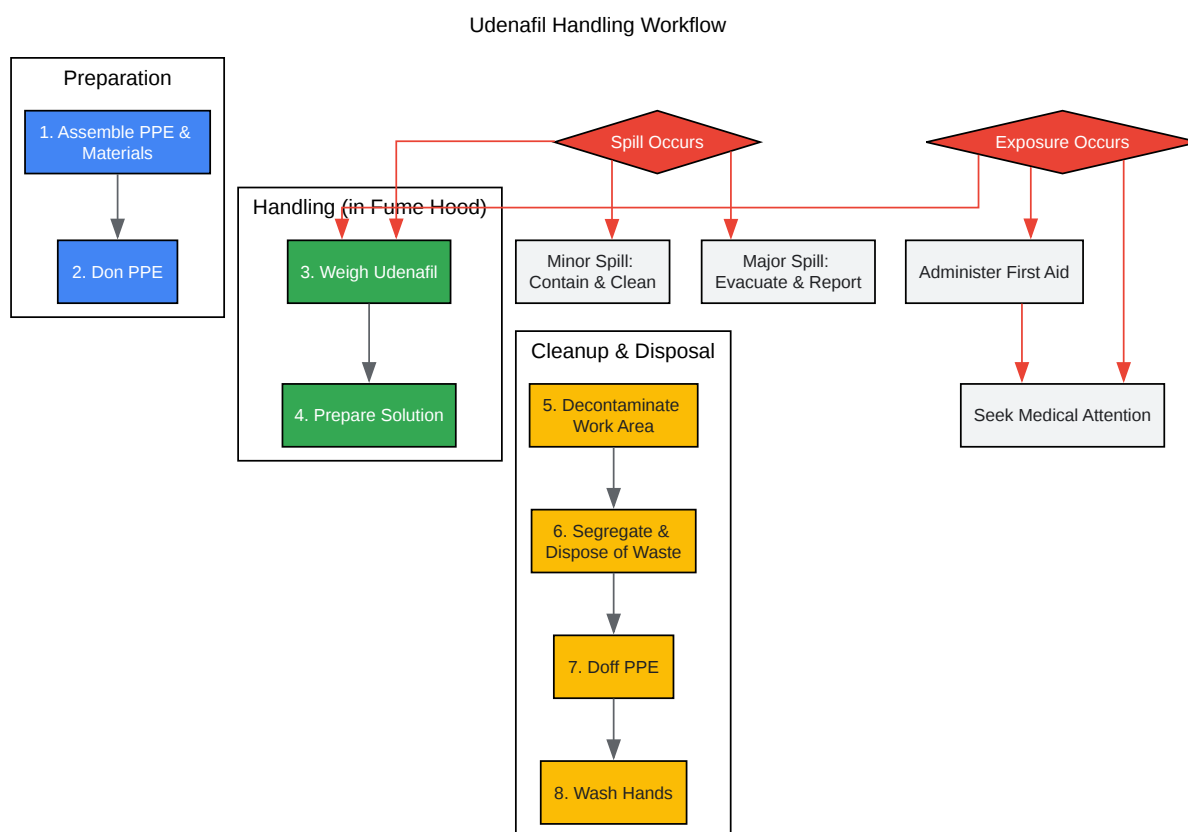 Udenafil Handling Workflow
Preparation
1. Assemble PPE &
Materials
2. Don PPE
Handling (in Fume Hood)
3. Weigh Udenafil
4. Prepare Solution
Spill Occurs
Minor Spill:
Contain & Clean
Major Spill:
Evacuate & Report
Exposure Occurs
Administer First Aid
Seek Medical Attention
Cleanup & Disposal
5. Decontaminate
Work Area
6. Segregate &
Dispose of Waste
7. Doff PPE
8. Wash Hands